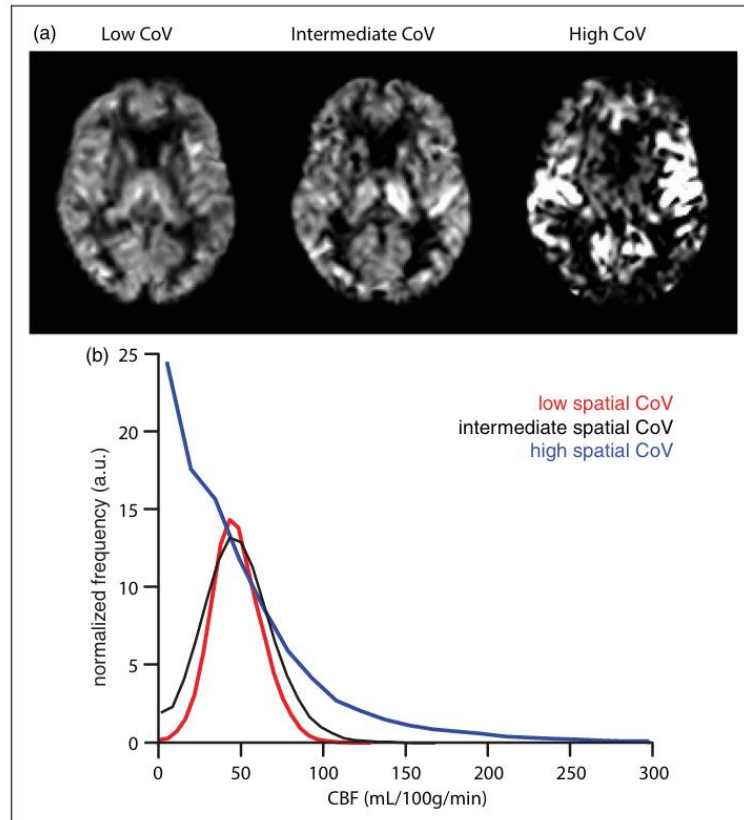 (a) Low CoV Intermediate CoV High CoV
(b)
25
20
15
10
5
0
normalized frequency (a.u.)
low spatial CoV
intermediate spatial CoV
high spatial CoV
0 50 100 150 200 250 300
CBF (mL/100g/min)